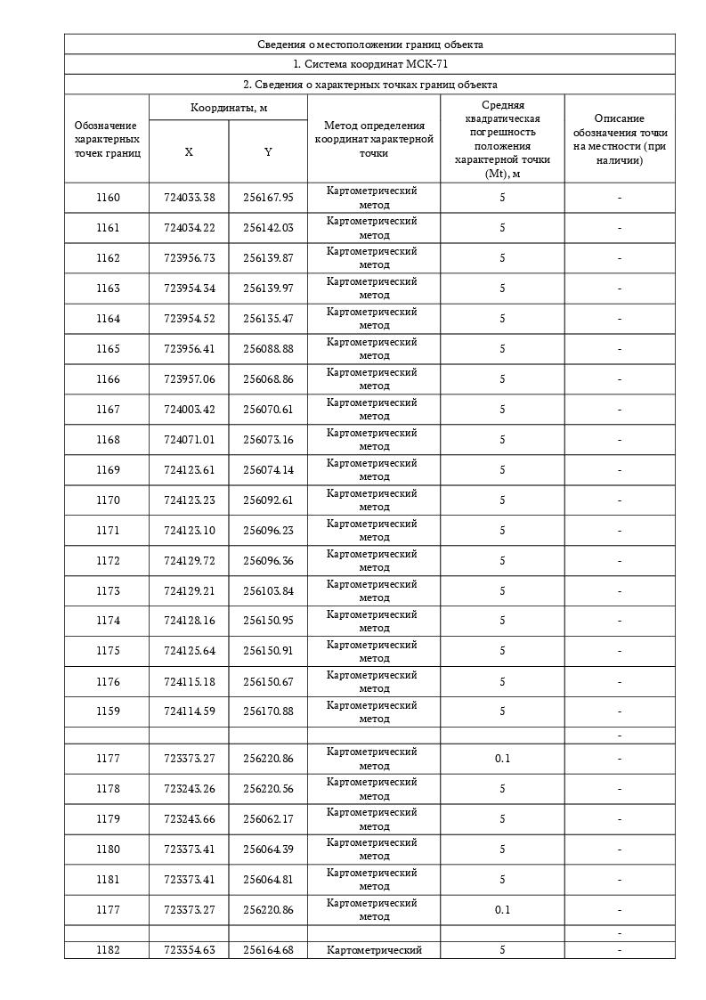 Сведения о местоположении границ объекта
1. Система координат МСК-71
2. Сведения о характерных точках границ объекта
Обозначение
характерных
точек границ
Координаты, м
X
Y
Метод определения
координат характерной
точки
Средняя
квадратическая
погрешность
положения
характерной точки
(Mt), м
Описание
обозначения точки
на местности (при
наличии)
1160 724033.38 256167.95 Картометрический
метод 5 -
1161 724034.22 256142.03 Картометрический
метод 5 -
1162 723956.73 256139.87 Картометрический
метод 5 -
1163 723954.34 256139.97 Картометрический
метод 5 -
1164 723954.52 256135.47 Картометрический
метод 5 -
1165 723956.41 256088.88 Картометрический
метод 5 -
1166 723957.06 256068.86 Картометрический
метод 5 -
1167 724003.42 256070.61 Картометрический
метод 5 -
1168 724071.01 256073.16 Картометрический
метод 5 -
1169 724123.61 256074.14 Картометрический
метод 5 -
1170 724123.23 256092.61 Картометрический
метод 5 -
1171 724123.10 256096.23 Картометрический
метод 5 -
1172 724129.72 256096.36 Картометрический
метод 5 -
1173 724129.21 256103.84 Картометрический
метод 5 -
1174 724128.16 256150.95 Картометрический
метод 5 -
1175 724125.64 256150.91 Картометрический
метод 5 -
1176 724115.18 256150.67 Картометрический
метод 5 -
1159 724114.59 256170.88 Картометрический
метод 5 -
-
1177 723373.27 256220.86 Картометрический
метод 0.1 -
1178 723243.26 256220.56 Картометрический
метод 5 -
1179 723243.66 256062.17 Картометрический
метод 5 -
1180 723373.41 256064.39 Картометрический
метод 5 -
1181 723373.41 256064.81 Картометрический
метод 5 -
1177 723373.27 256220.86 Картометрический
метод 0.1 -
-
1182 723354.63 256164.68 Картометрический 5 -